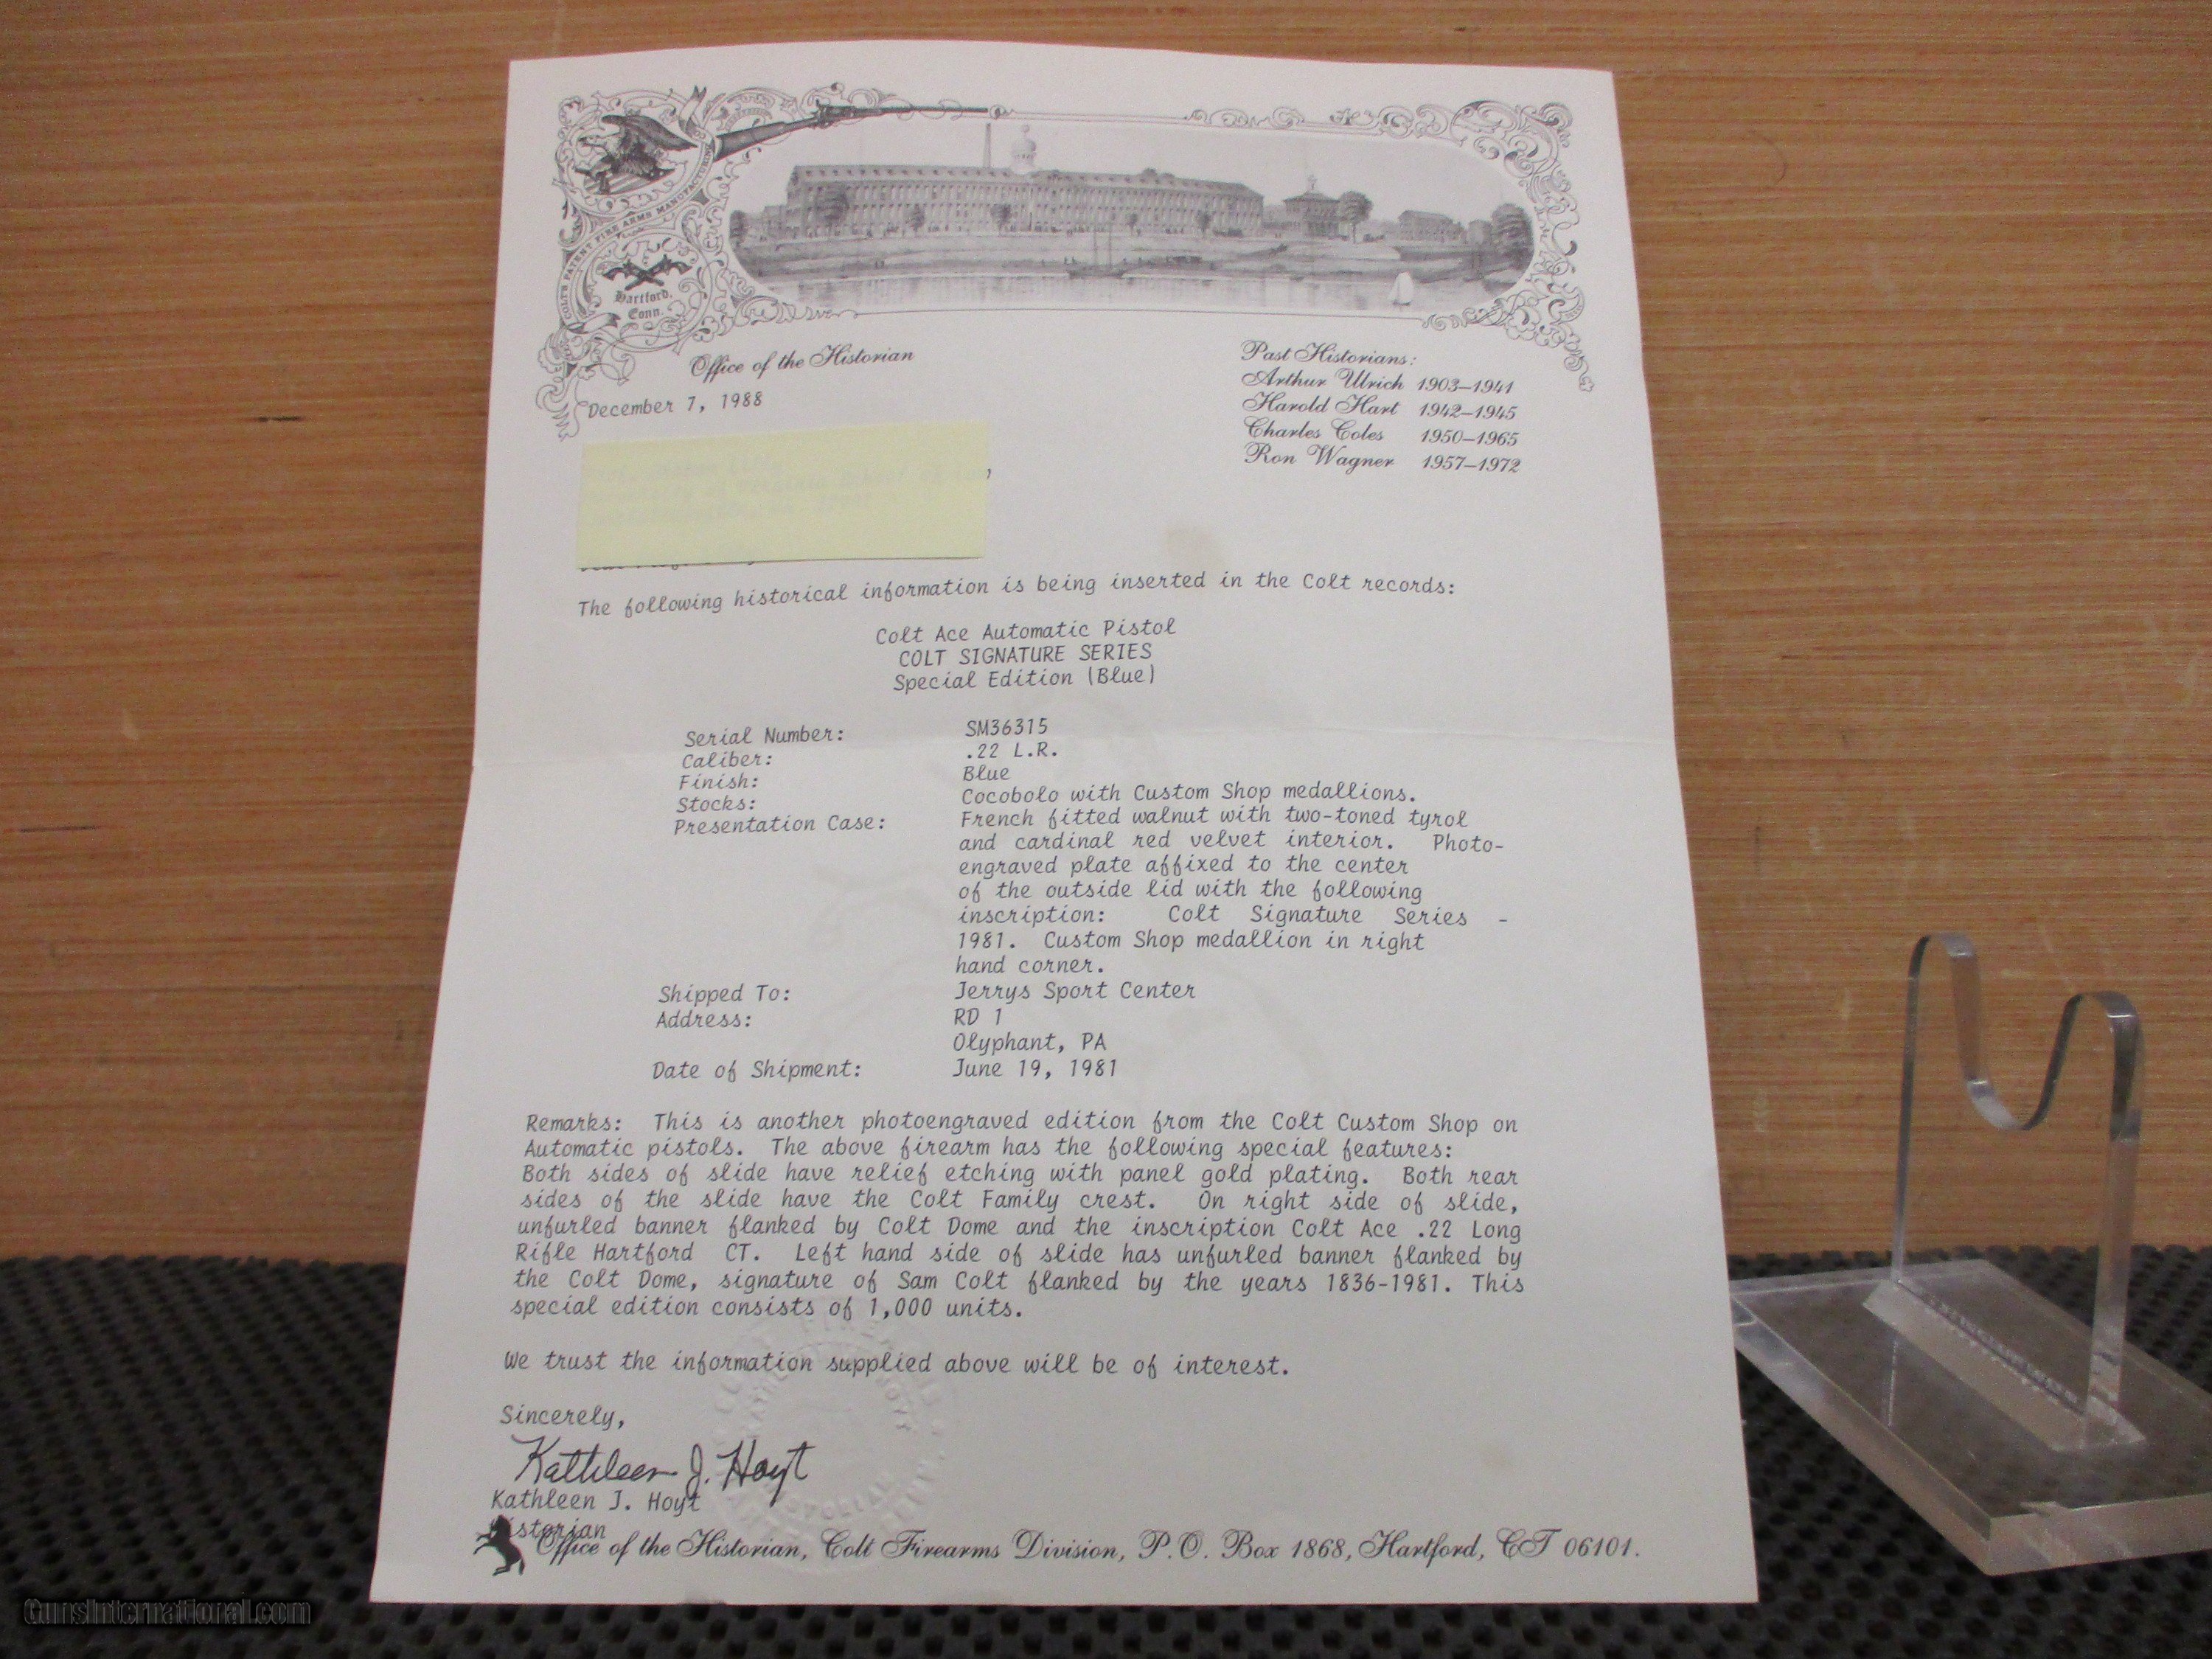 COLTS PATENT FIRE ARMS MANUFACTURING
Hartford,
Conn.
Office of the Historian
December 7, 1988
Past Historians:
Arthur Ulrich 1903–1941
Harold Hart 1942–1945
Charles Coles 1950–1965
Ron Wagner 1957–1972
The following historical information is being inserted in the Colt records:
Colt Ace Automatic Pistol
COLT SIGNATURE SERIES
Special Edition (Blue)
Serial Number: SM36315
Caliber: .22 L.R.
Finish: Blue
Stocks: Cocobolo with Custom Shop medallions.
Presentation Case: French fitted walnut with two-toned tyrol
and cardinal red velvet interior. Photo-
engraved plate affixed to the center
of the outside lid with the following
inscription: Colt Signature Series -
1981. Custom Shop medallion in right
hand corner.
Shipped To: Jerrys Sport Center
Address: RD 1
Olyphant, PA
Date of Shipment: June 19, 1981
Remarks: This is another photoengraved edition from the Colt Custom Shop on
Automatic pistols. The above firearm has the following special features:
Both sides of slide have relief etching with panel gold plating. Both rear
sides of the slide have the Colt Family crest. On right side of slide,
unfurled banner flanked by Colt Dome and the inscription Colt Ace .22 Long
Rifle Hartford CT. Left hand side of slide has unfurled banner flanked by
the Colt Dome, signature of Sam Colt flanked by the years 1836-1981. This
special edition consists of 1,000 units.
We trust the information supplied above will be of interest.
Sincerely,
Kathleen J. Hoyt
Kathleen J. Hoyt
Historian
Office of the Historian, Colt Firearms Division, P.O. Box 1868, Hartford, CT 06101.
GunsInternational.com